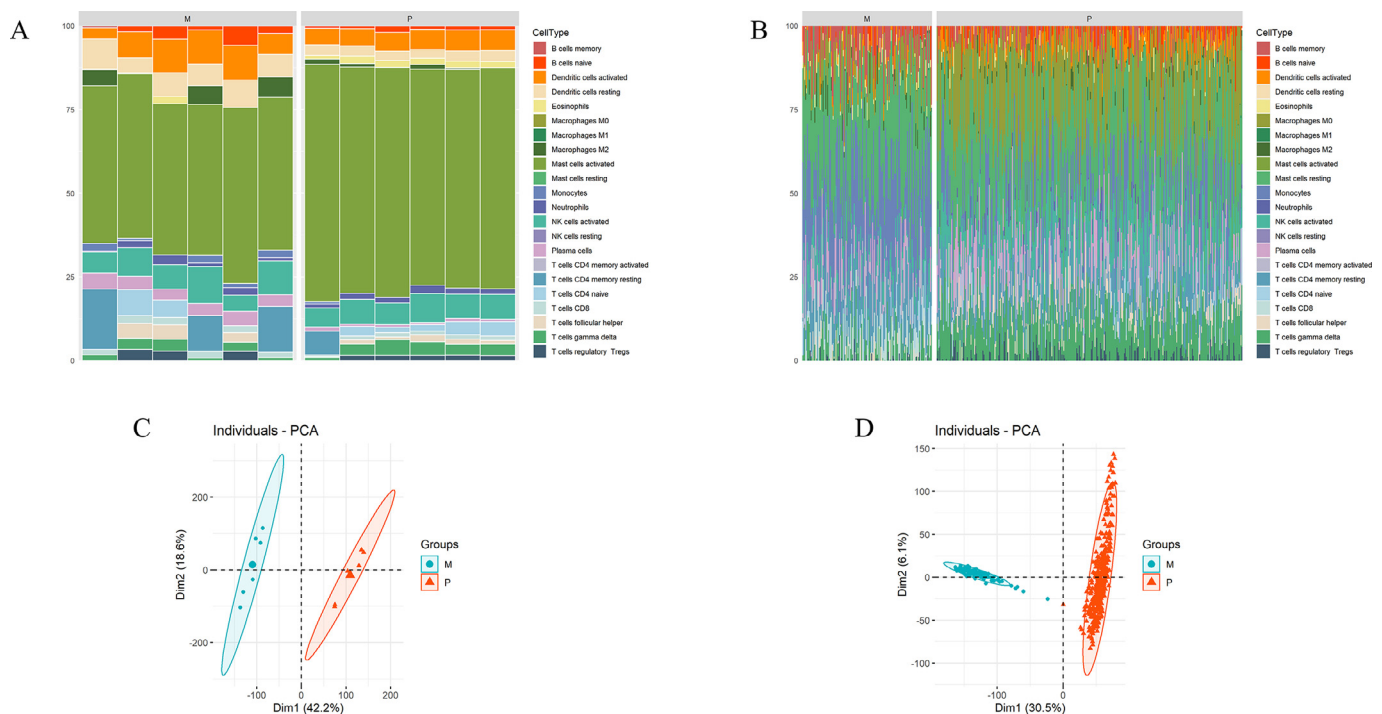 A
M
P
100
75
50
25
0
CellType
B cells memory
B cells naive
Dendritic cells activated
Dendritic cells resting
Eosinophils
Macrophages M0
Macrophages M1
Macrophages M2
Mast cells activated
Mast cells resting
Monocytes
Neutrophils
NK cells activated
NK cells resting
Plasma cells
T cells CD4 memory activated
T cells CD4 memory resting
T cells CD4 naive
T cells CD8
T cells follicular helper
T cells gamma delta
T cells regulatory Tregs
B
M
P
100
75
50
25
0
CellType
B cells memory
B cells naive
Dendritic cells activated
Dendritic cells resting
Eosinophils
Macrophages M0
Macrophages M1
Macrophages M2
Mast cells activated
Mast cells resting
Monocytes
Neutrophils
NK cells activated
NK cells resting
Plasma cells
T cells CD4 memory activated
T cells CD4 memory resting
T cells CD4 naive
T cells CD8
T cells follicular helper
T cells gamma delta
T cells regulatory Tregs
C
Individuals - PCA
Dim2 (18.6%)
200
0
-200
-100 0 100 200
Dim1 (42.2%)
Groups
M
P
D
Individuals - PCA
Dim2 (6.1%)
150
100
50
0
-50
-100
-100 0
Dim1 (30.5%)
Groups
M
P